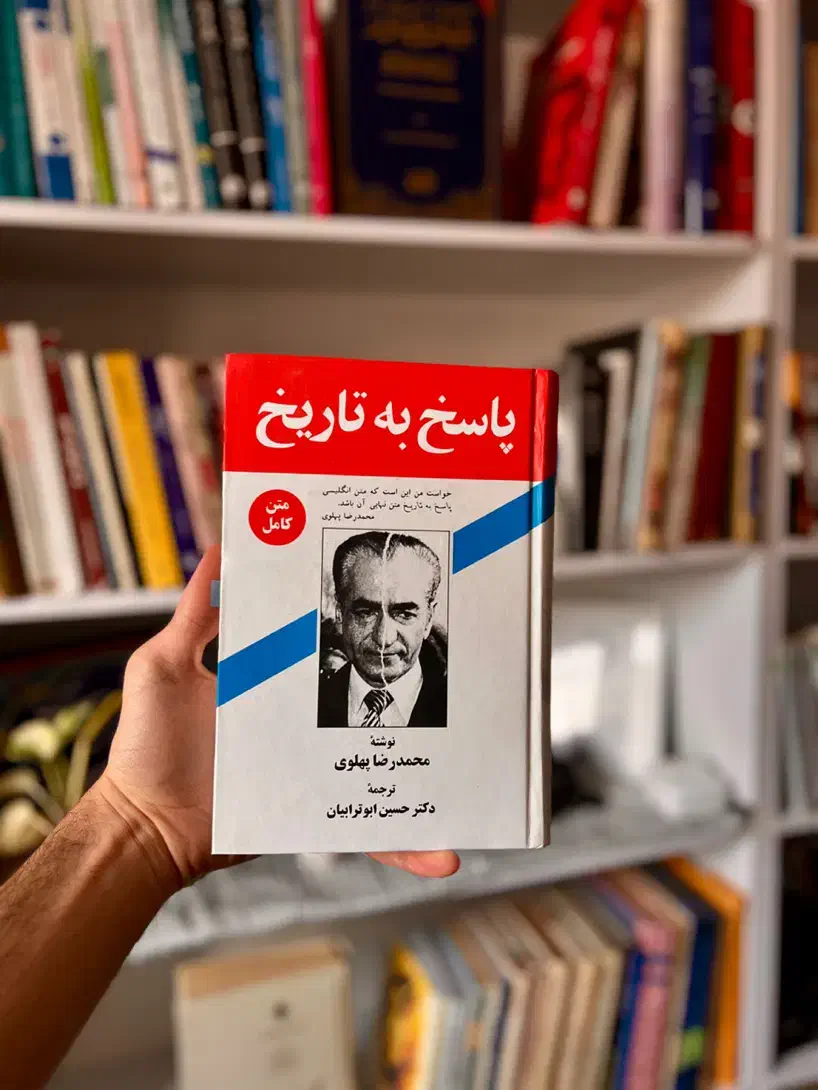 پاسخ به تاریخ
خواست من این است که متن انگلیسی
پاسخ به تاریخ متن نهایی آن باشد.
محمدرضا پهلوی
متن
کامل
نوشتهٔ
محمدرضا پهلوی
ترجمهٔ
دکتر حسین ابوترابیان